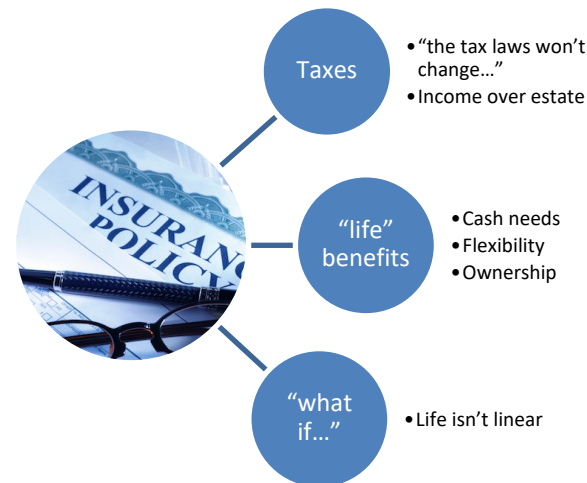 Taxes
• “the tax laws won’t
change…”
• Income over estate
INSURANC
POLICY
“life”
benefits
• Cash needs
• Flexibility
• Ownership
“what
if…”
• Life isn’t linear